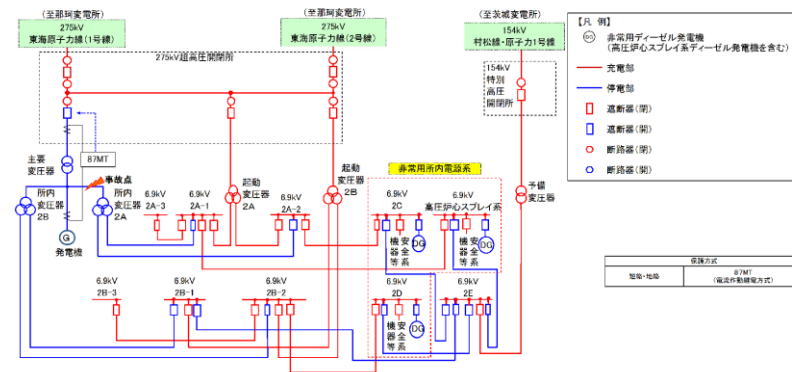 (至那珂変電所)
275kV
東海原子力線(1号線)
(至那珂変電所)
275kV
東海原子力線(2号線)
(至茨城変電所)
154kV
村松線・原子力1号線
275kV超高圧開閉所
154kV
特別
高圧
開閉所
【凡 例】
DG
非常用ディーゼル発電機
(高圧炉心スプレイ系ディーゼル発電機を含む)
充電部
停電部
遮断器(閉)
遮断器(開)
断路器(閉)
断路器(開)
87MT
主要
変圧器
事故点
所内
変圧器
2B
所内
変圧器
2A
G
発電機
起動
変圧器
2A
起動
変圧器
2B
予備
変圧器
非常用所内電源系
6.9kV
2A-3
6.9kV
2A-1
6.9kV
2A-2
6.9kV
2C
6.9kV
高圧炉心スプレイ系
機器等
安全系
DG
機器等
安全系
DG
6.9kV
2B-3
6.9kV
2B-1
6.9kV
2B-2
6.9kV
2D
6.9kV
2E
機器等
安全系
DG
保護方式
短絡・地絡
87MT
(電流作動継電方式)